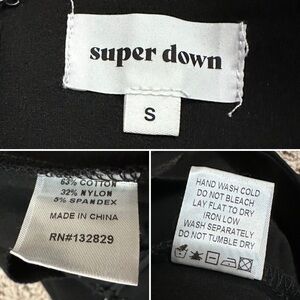 super down
S
63% COTTON
32% NYLON
5% SPANDEX
MADE IN CHINA
RN#132829
HAND WASH COLD
DO NOT BLEACH
LAY FLAT TO DRY
IRON LOW
WASH SEPARATELY
DO NOT TUMBLE DRY